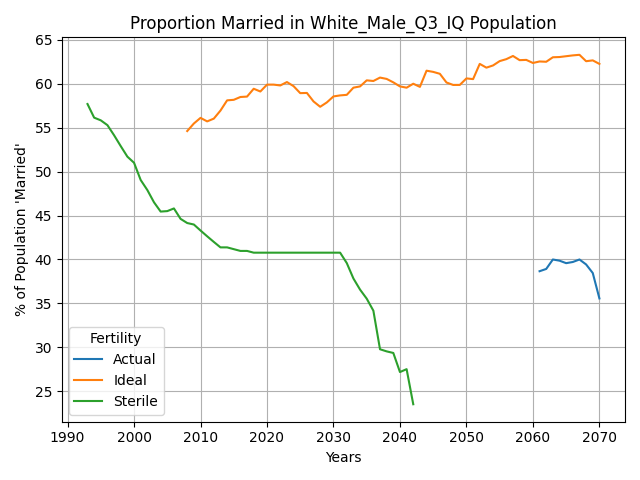 Proportion Married in White_Male_Q3_IQ Population
% of Population 'Married'
65
60
55
50
45
40
35
30
25
Fertility
Actual
Ideal
Sterile
1990 2000 2010 2020 2030 2040 2050 2060 2070
Years